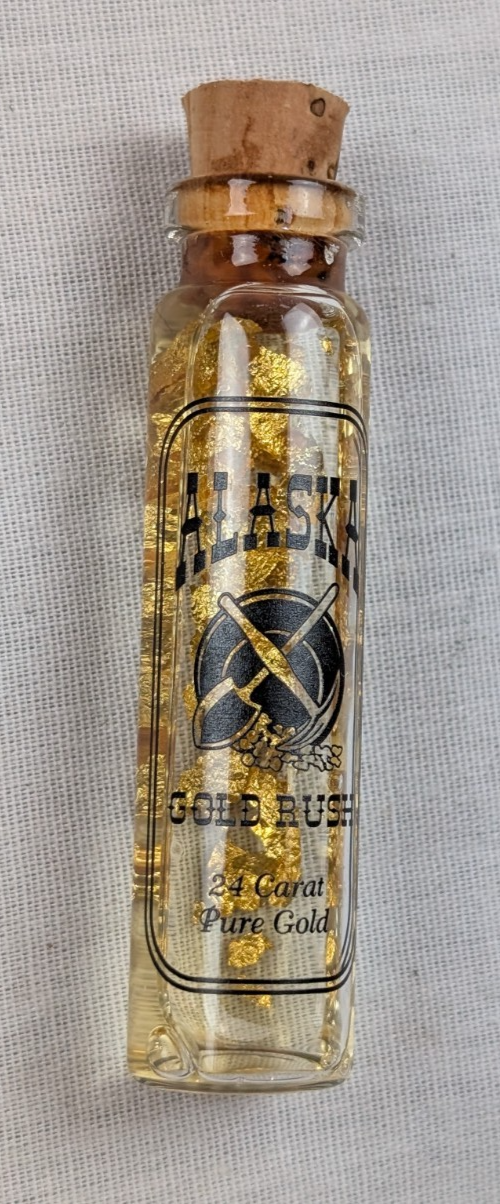 ALASKA
GOLD RUSH
24 Carat
Pure Gold